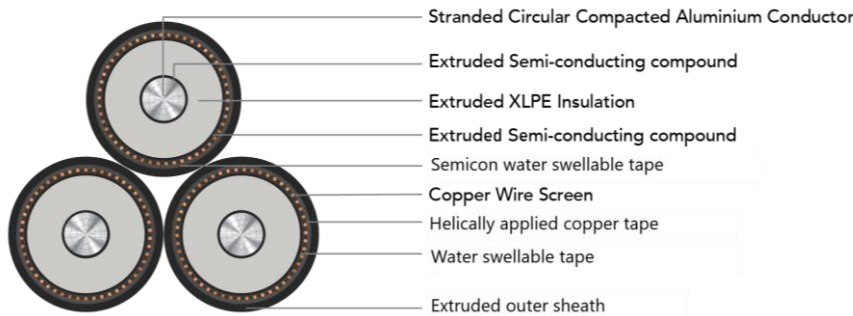 Stranded Circular Compacted Aluminium Conductor
Extruded Semi-conducting compound
Extruded XLPE Insulation
Extruded Semi-conducting compound
Semicon water swellable tape
Copper Wire Screen
Helically applied copper tape
Water swellable tape
Extruded outer sheath